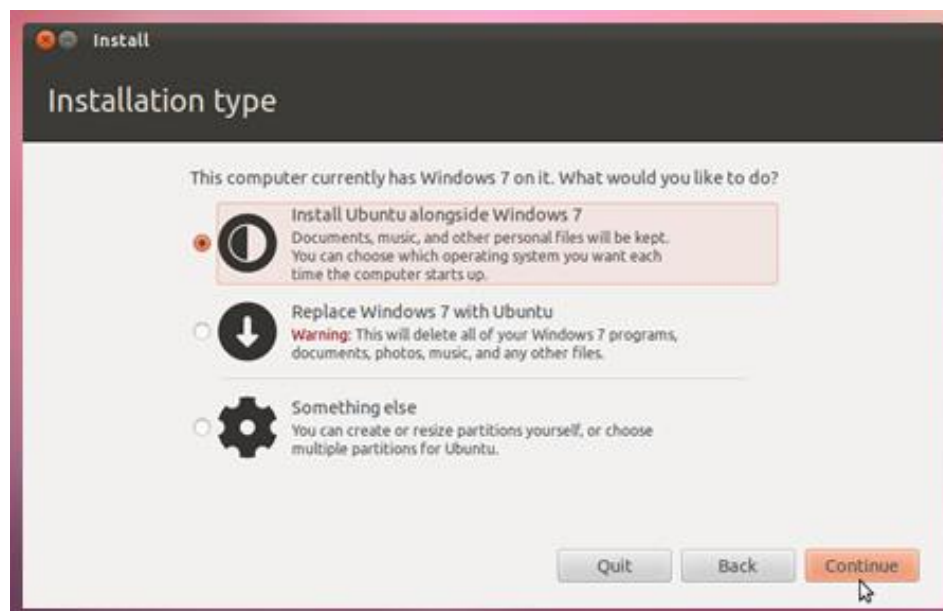 Install
Installation type
This computer currently has Windows 7 on it. What would you like to do?
Install Ubuntu alongside Windows 7
Documents, music, and other personal files will be kept.
You can choose which operating system you want each
time the computer starts up.
Replace Windows 7 with Ubuntu
Warning: This will delete all of your Windows 7 programs,
documents, photos, music, and any other files.
Something else
You can create or resize partitions yourself, or choose
multiple partitions for Ubuntu.
Quit Back Continue